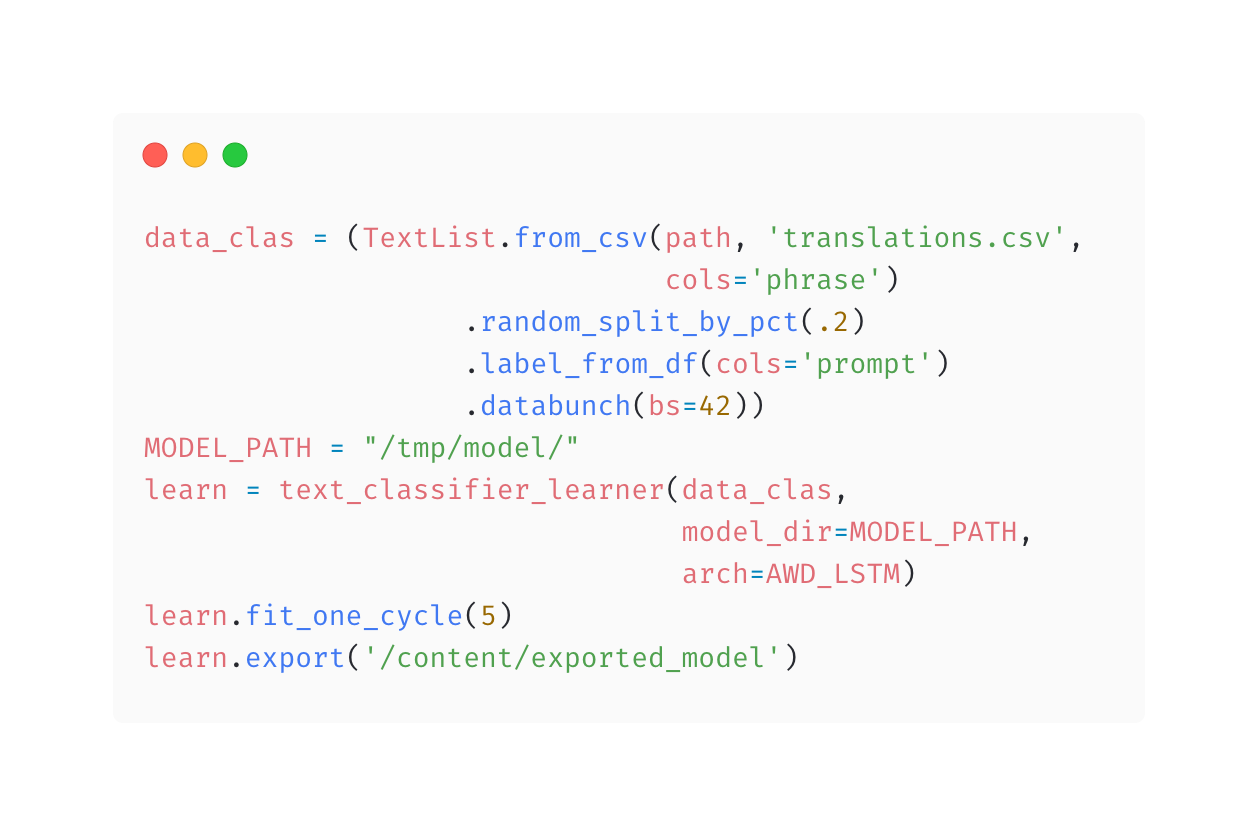 data_clas = (TextList.from_csv(path, 'translations.csv',
                               cols='phrase')
                   .random_split_by_pct(.2)
                   .label_from_df(cols='prompt')
                   .databunch(bs=42))
MODEL_PATH = "/tmp/model/"
learn = text_classifier_learner(data_clas,
                                model_dir=MODEL_PATH,
                                arch=AWD_LSTM)
learn.fit_one_cycle(5)
learn.export('/content/exported_model')